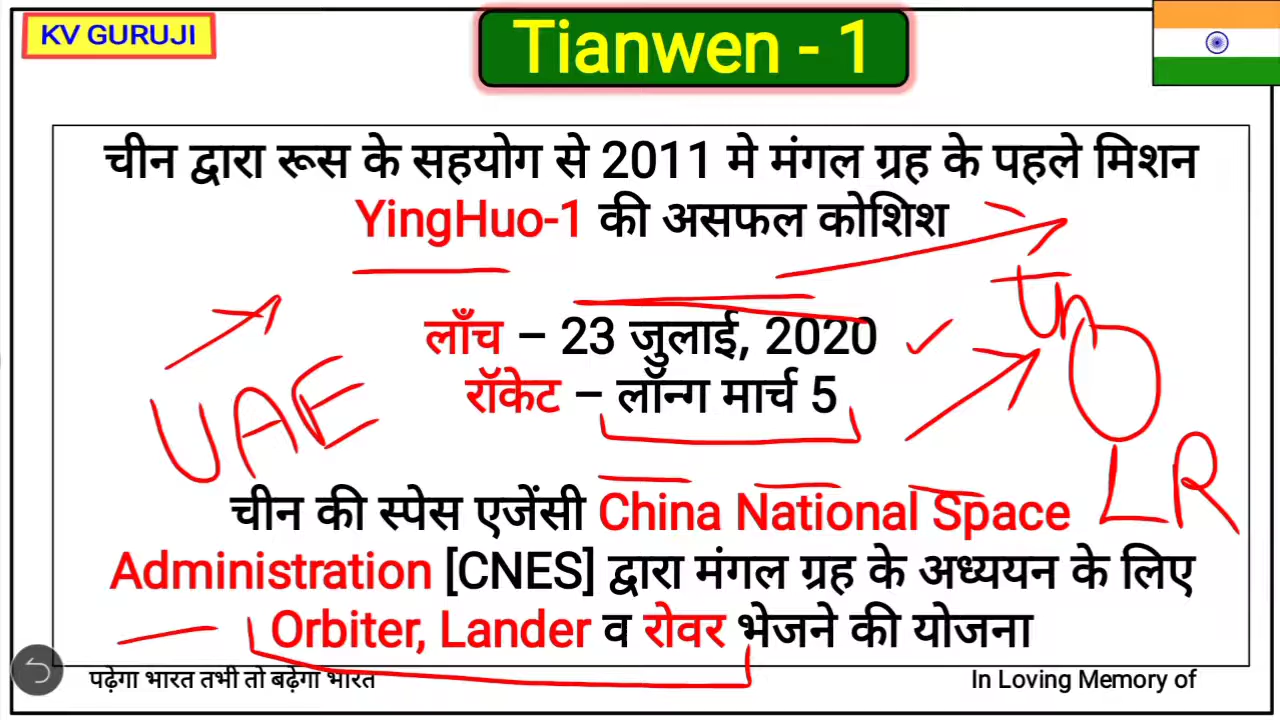 KV GURUJI
Tianwen - 1
चीन द्वारा रूस के सहयोग से 2011 मे मंगल ग्रह के पहले मिशन
YingHuo-1 की असफल कोशिश
लाँच – 23 जुलाई, 2020
रॉकेट – लॉन्ग मार्च 5
UAE
O
L R
चीन की स्पेस एजेंसी China National Space
Administration [CNES] द्वारा मंगल ग्रह के अध्ययन के लिए
Orbiter, Lander व रोवर भेजने की योजना
पढ़ेगा भारत तभी तो बढ़ेगा भारत
In Loving Memory of